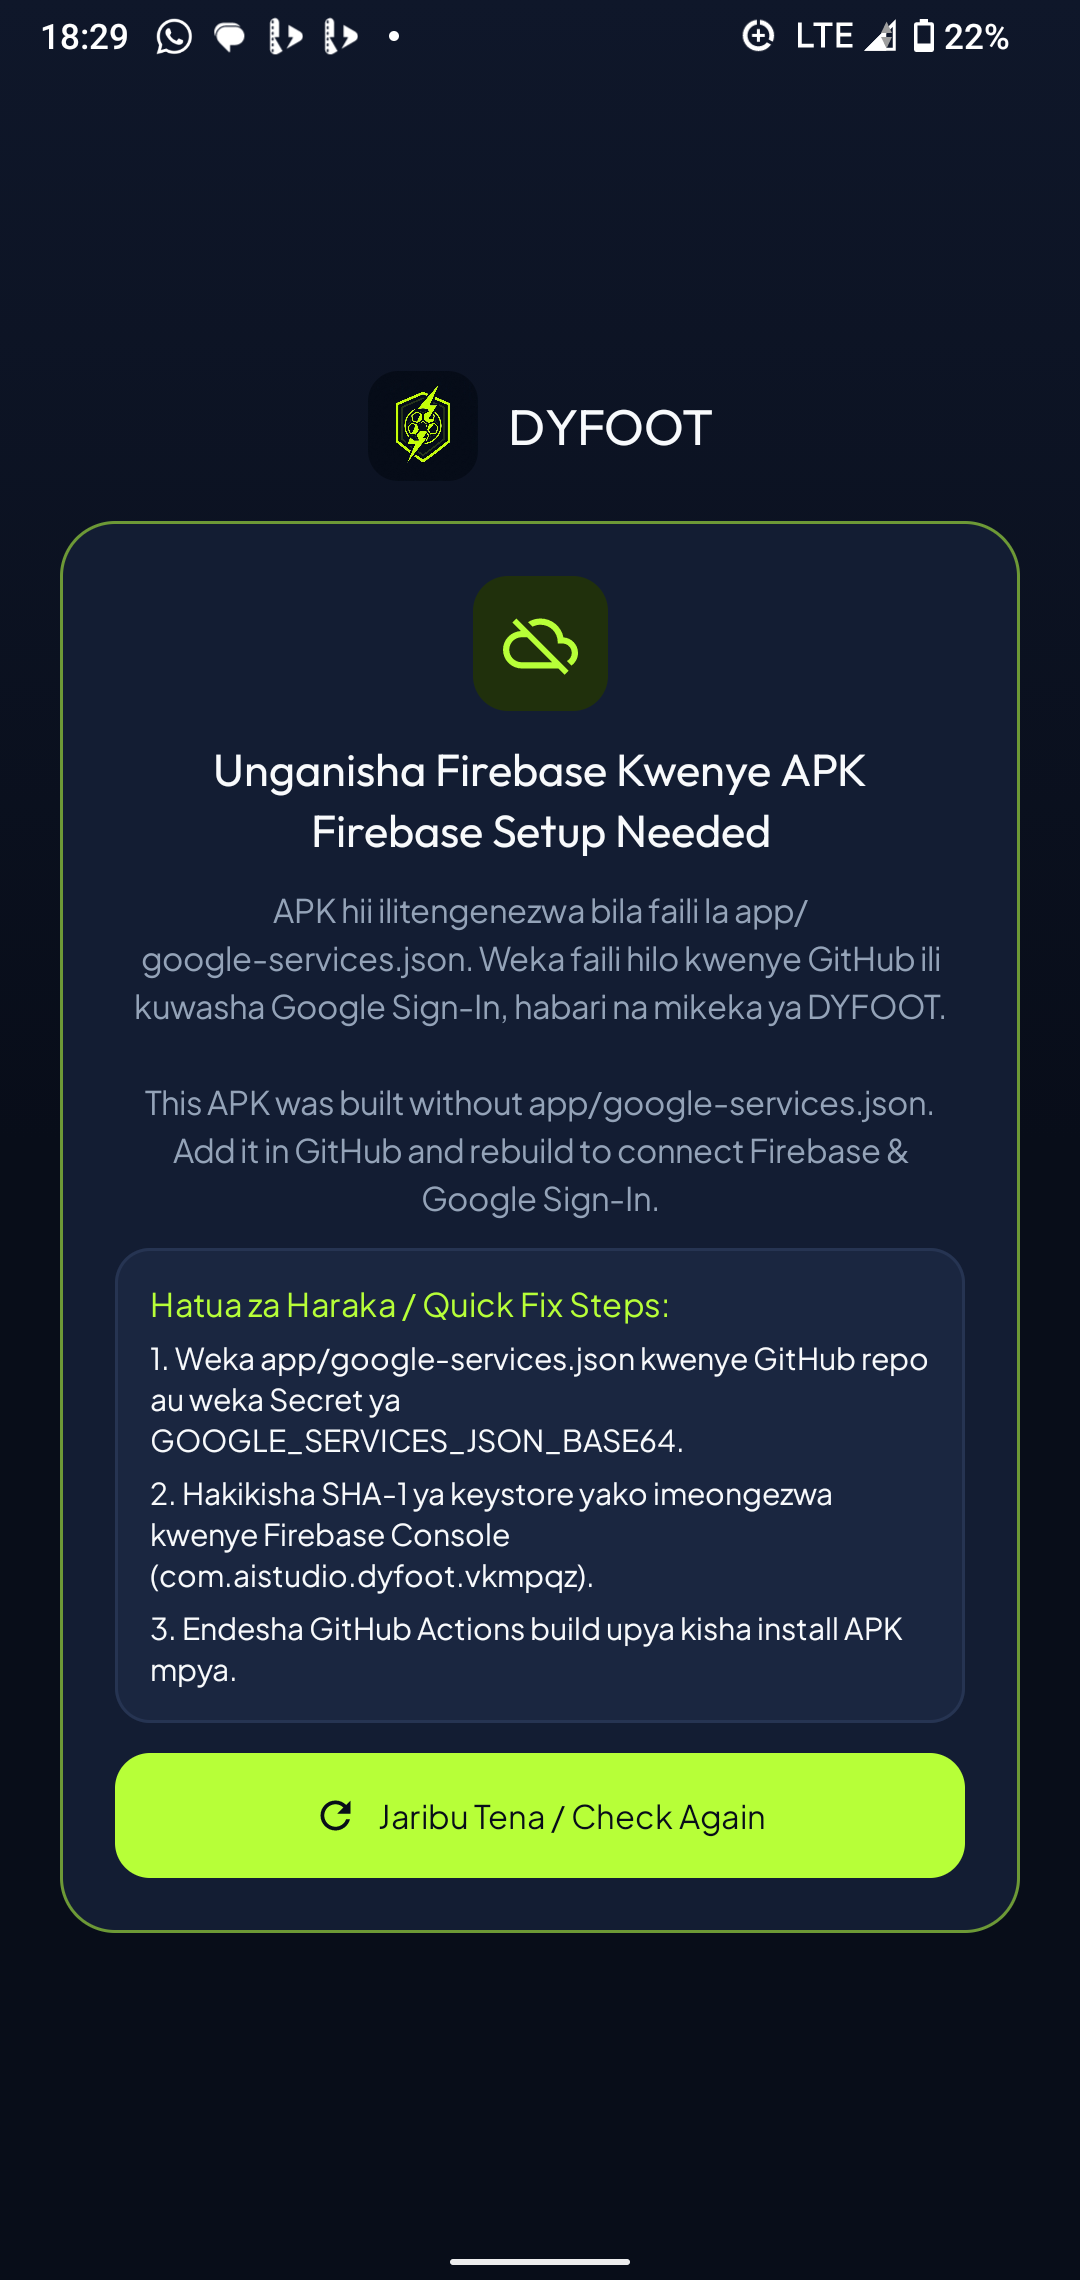 18:29
LTE 22%
DYFOOT
Unganisha Firebase Kwenye APK
Firebase Setup Needed
APK hii ilitengenezwa bila faili la app/
google-services.json. Weka faili hilo kwenye GitHub ili
kuwasha Google Sign-In, habari na mikeka ya DYFOOT.
This APK was built without app/google-services.json.
Add it in GitHub and rebuild to connect Firebase &
Google Sign-In.
Hatua za Haraka / Quick Fix Steps:
1. Weka app/google-services.json kwenye GitHub repo
au weka Secret ya
GOOGLE_SERVICES_JSON_BASE64.
2. Hakikisha SHA-1 ya keystore yako imeongezwa
kwenye Firebase Console
(com.aistudio.dyfoot.vkmpqz).
3. Endesha GitHub Actions build upya kisha install APK
mpya.
Jaribu Tena / Check Again